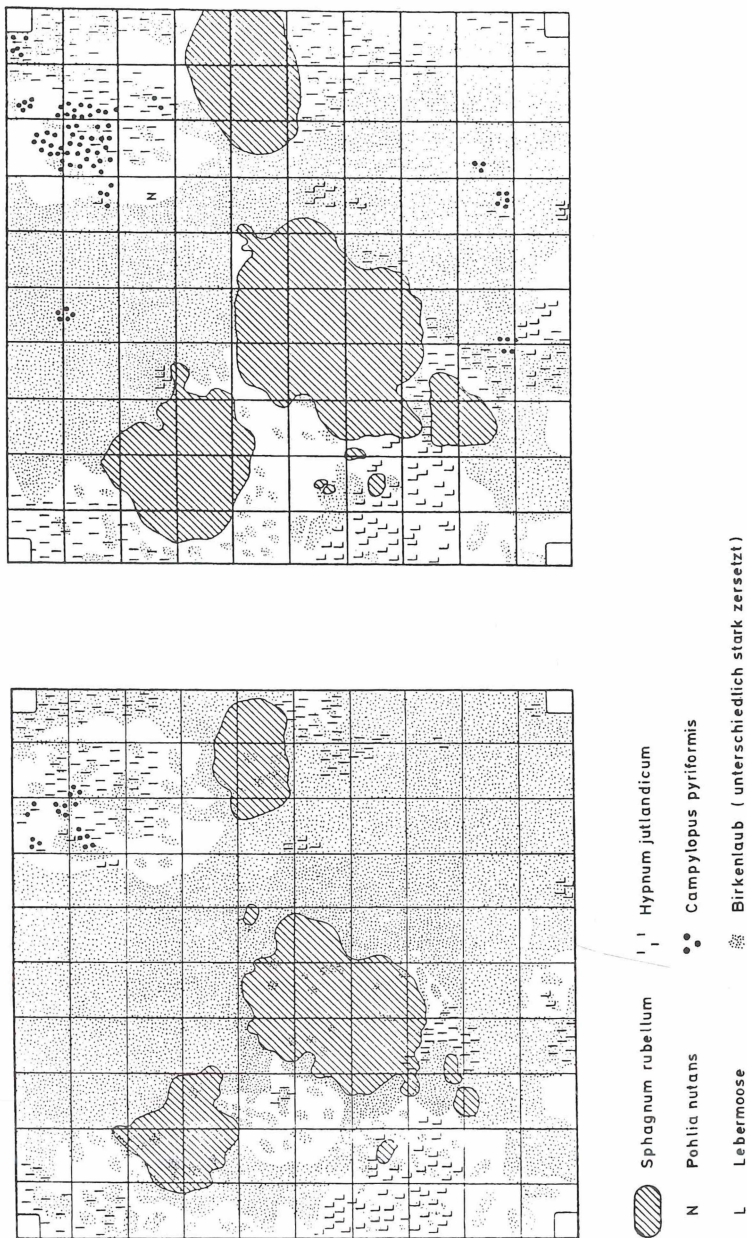 N
Sphagnum rubellum
Hypnum jutlandicum
N Pohlia nutans
Campylopus pyriformis
L Lebermoose
Birkenlaub ( unterschiedlich stark zersetzt )